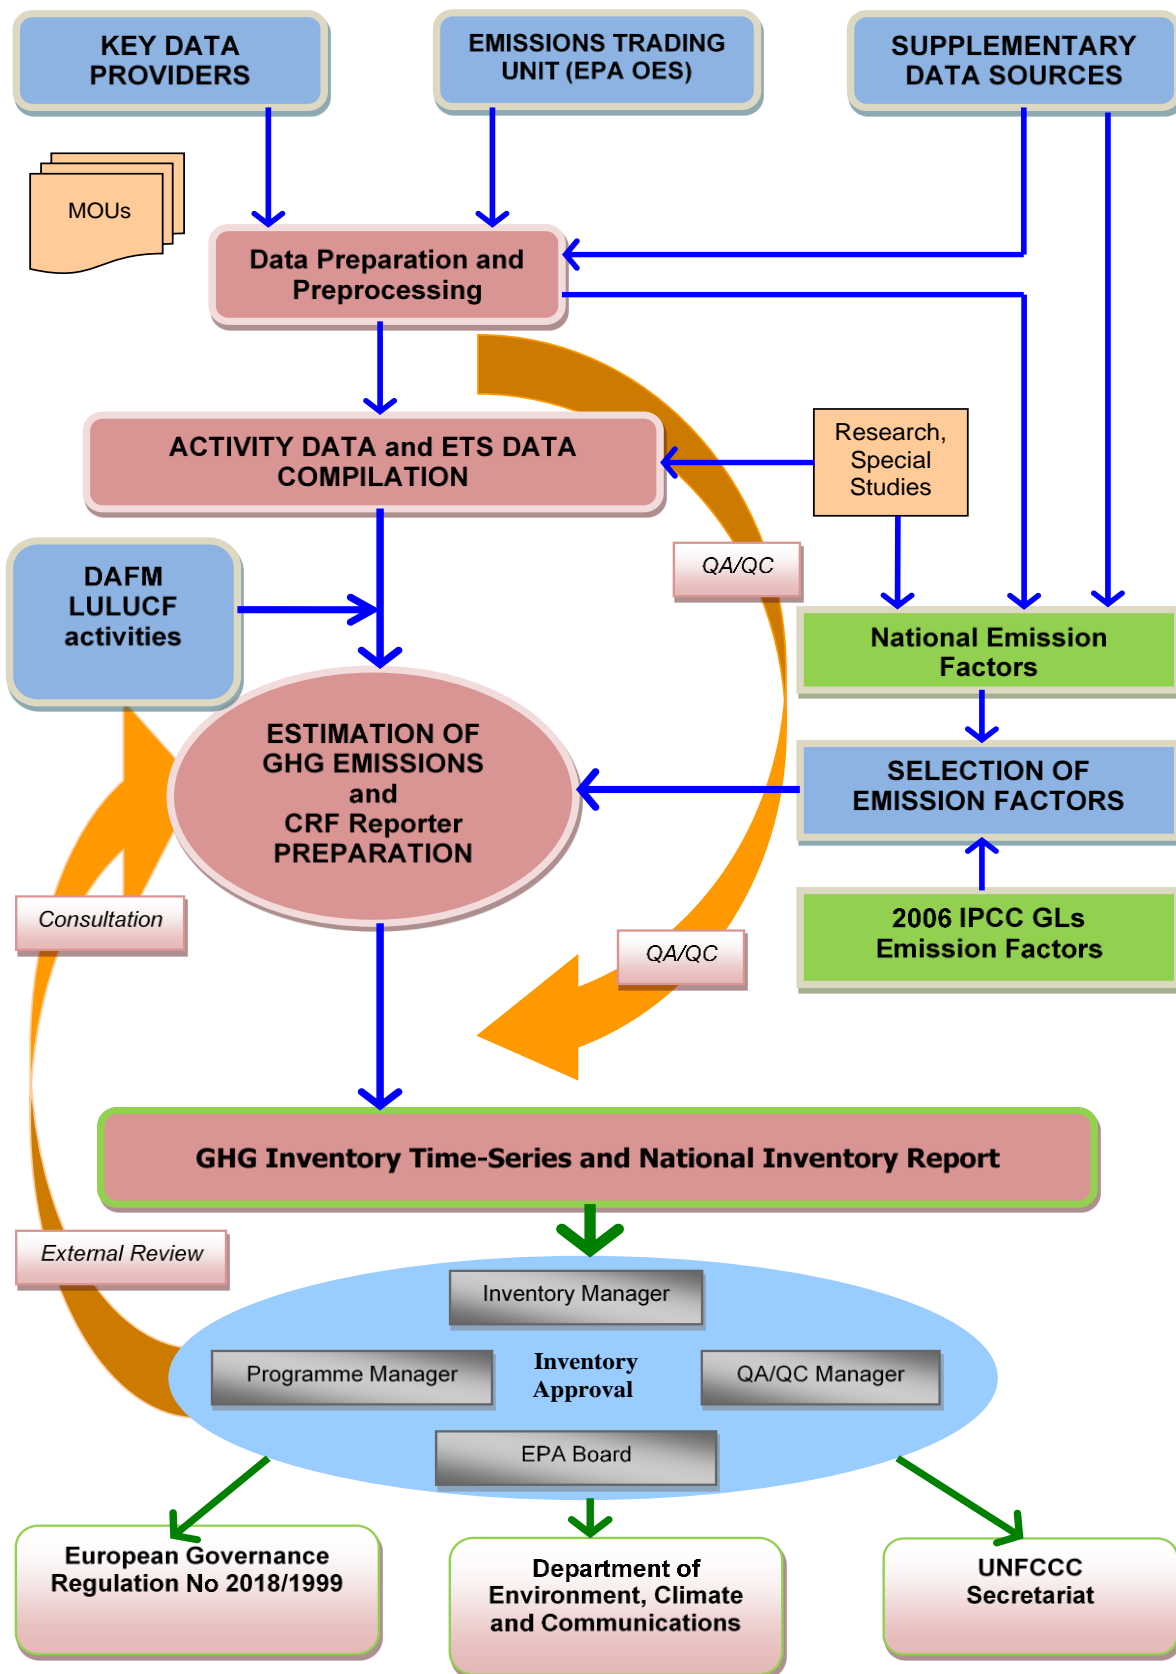 KEY DATA
PROVIDERS
EMISSIONS TRADING
UNIT (EPA OES)
SUPPLEMENTARY
DATA SOURCES
MOUs
Data Preparation and
Preprocessing
ACTIVITY DATA and ETS DATA
COMPILATION
Research,
Special
Studies
QA/QC
DAFM
LULUCF
activities
National Emission
Factors
ESTIMATION OF
GHG EMISSIONS
and
CRF Reporter
PREPARATION
SELECTION OF
EMISSION FACTORS
Consultation
QA/QC
2006 IPCC GLs
Emission Factors
GHG Inventory Time-Series and National Inventory Report
External Review
Inventory Manager
Programme Manager
Inventory
Approval
QA/QC Manager
EPA Board
European Governance
Regulation No 2018/1999
Department of
Environment, Climate
and Communications
UNFCCC
Secretariat